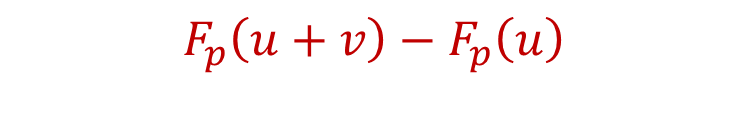 F_p(u + v) − F_p(u)